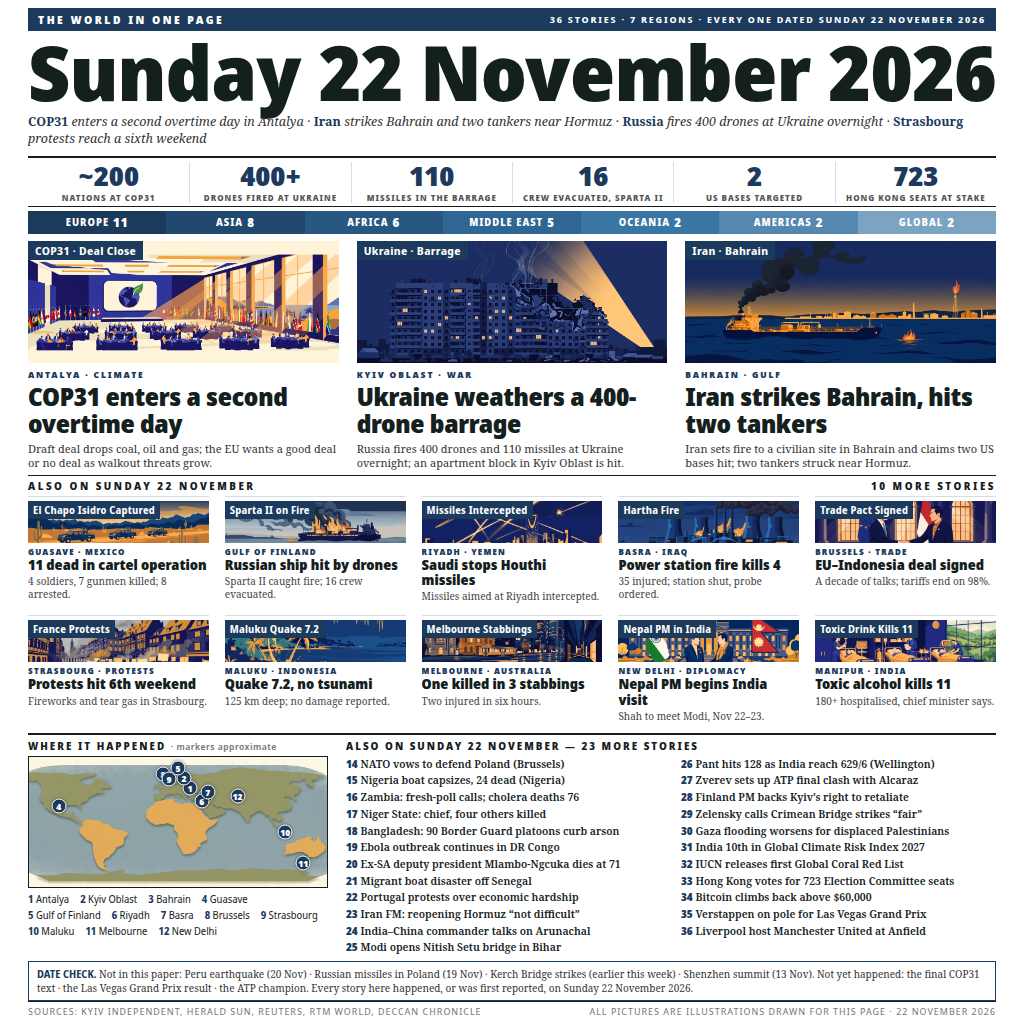 THE WORLD IN ONE PAGE
36 STORIES · 7 REGIONS · EVERY ONE DATED SUNDAY 22 NOVEMBER 2026
Sunday 22 November 2026
COP31 enters a second overtime day in Antalya · Iran strikes Bahrain and two tankers near Hormuz · Russia fires 400 drones at Ukraine overnight · Strasbourg
protests reach a sixth weekend
~200
NATIONS AT COP31
400+
DRONES FIRED AT UKRAINE
110
MISSILES IN THE BARRAGE
16
CREW EVACUATED, SPARTA II
2
US BASES TARGETED
723
HONG KONG SEATS AT STAKE
EUROPE 11
ASIA 8
AFRICA 6
MIDDLE EAST 5
OCEANIA 2
AMERICAS 2
GLOBAL 2
COP31 · Deal Close
ANTALYA · CLIMATE
COP31 enters a second
overtime day
Draft deal drops coal, oil and gas; the EU wants a good deal
or no deal as walkout threats grow.
Ukraine · Barrage
KYIV OBLAST · WAR
Ukraine weathers a 400-
drone barrage
Russia fires 400 drones and 110 missiles at Ukraine
overnight; an apartment block in Kyiv Oblast is hit.
Iran · Bahrain
BAHRAIN · GULF
Iran strikes Bahrain, hits
two tankers
Iran sets fire to a civilian site in Bahrain and claims two US
bases hit; two tankers struck near Hormuz.
ALSO ON SUNDAY 22 NOVEMBER
10 MORE STORIES
El Chapo Isidro Captured
GUASAVE · MEXICO
11 dead in cartel operation
4 soldiers, 7 gunmen killed; 8
arrested.
Sparta II on Fire
GULF OF FINLAND
Russian ship hit by drones
Sparta II caught fire; 16 crew
evacuated.
Missiles Intercepted
RIYADH · YEMEN
Saudi stops Houthi
missiles
Missiles aimed at Riyadh intercepted.
Hartha Fire
BASRA · IRAQ
Power station fire kills 4
35 injured; station shut, probe
ordered.
Trade Pact Signed
BRUSSELS · TRADE
EU–Indonesia deal signed
A decade of talks; tariffs end on 98%.
France Protests
STRASBOURG · PROTESTS
Protests hit 6th weekend
Fireworks and tear gas in Strasbourg.
Maluku Quake 7.2
MALUKU · INDONESIA
Quake 7.2, no tsunami
125 km deep; no damage reported.
Melbourne Stabbings
MELBOURNE · AUSTRALIA
One killed in 3 stabbings
Two injured in six hours.
Nepal PM in India
NEW DELHI · DIPLOMACY
Nepal PM begins India
visit
Shah to meet Modi, Nov 22–23.
Toxic Drink Kills 11
MANIPUR · INDIA
Toxic alcohol kills 11
180+ hospitalised, chief minister says.
WHERE IT HAPPENED · markers approximate
5
9
2
1
7
6
12
4
10
11
1 Antalya 2 Kyiv Oblast 3 Bahrain 4 Guasave
5 Gulf of Finland 6 Riyadh 7 Basra 8 Brussels 9 Strasbourg
10 Maluku 11 Melbourne 12 New Delhi
ALSO ON SUNDAY 22 NOVEMBER — 23 MORE STORIES
14 NATO vows to defend Poland (Brussels)
15 Nigeria boat capsizes, 24 dead (Nigeria)
16 Zambia: fresh-poll calls; cholera deaths 76
17 Niger State: chief, four others killed
18 Bangladesh: 90 Border Guard platoons curb arson
19 Ebola outbreak continues in DR Congo
20 Ex-SA deputy president Mlambo-Ngcuka dies at 71
21 Migrant boat disaster off Senegal
22 Portugal protests over economic hardship
23 Iran FM: reopening Hormuz “not difficult”
24 India–China commander talks on Arunachal
25 Modi opens Nitish Setu bridge in Bihar
26 Pant hits 128 as India reach 629/6 (Wellington)
27 Zverev sets up ATP final clash with Alcaraz
28 Finland PM backs Kyiv’s right to retaliate
29 Zelensky calls Crimean Bridge strikes “fair”
30 Gaza flooding worsens for displaced Palestinians
31 India 10th in Global Climate Risk Index 2027
32 IUCN releases first Global Coral Red List
33 Hong Kong votes for 723 Election Committee seats
34 Bitcoin climbs back above $60,000
35 Verstappen on pole for Las Vegas Grand Prix
36 Liverpool host Manchester United at Anfield
DATE CHECK. Not in this paper: Peru earthquake (20 Nov) · Russian missiles in Poland (19 Nov) · Kerch Bridge strikes (earlier this week) · Shenzhen summit (13 Nov). Not yet happened: the final COP31
text · the Las Vegas Grand Prix result · the ATP champion. Every story here happened, or was first reported, on Sunday 22 November 2026.
SOURCES: KYIV INDEPENDENT, HERALD SUN, REUTERS, RTM WORLD, DECCAN CHRONICLE
ALL PICTURES ARE ILLUSTRATIONS DRAWN FOR THIS PAGE · 22 NOVEMBER 2026